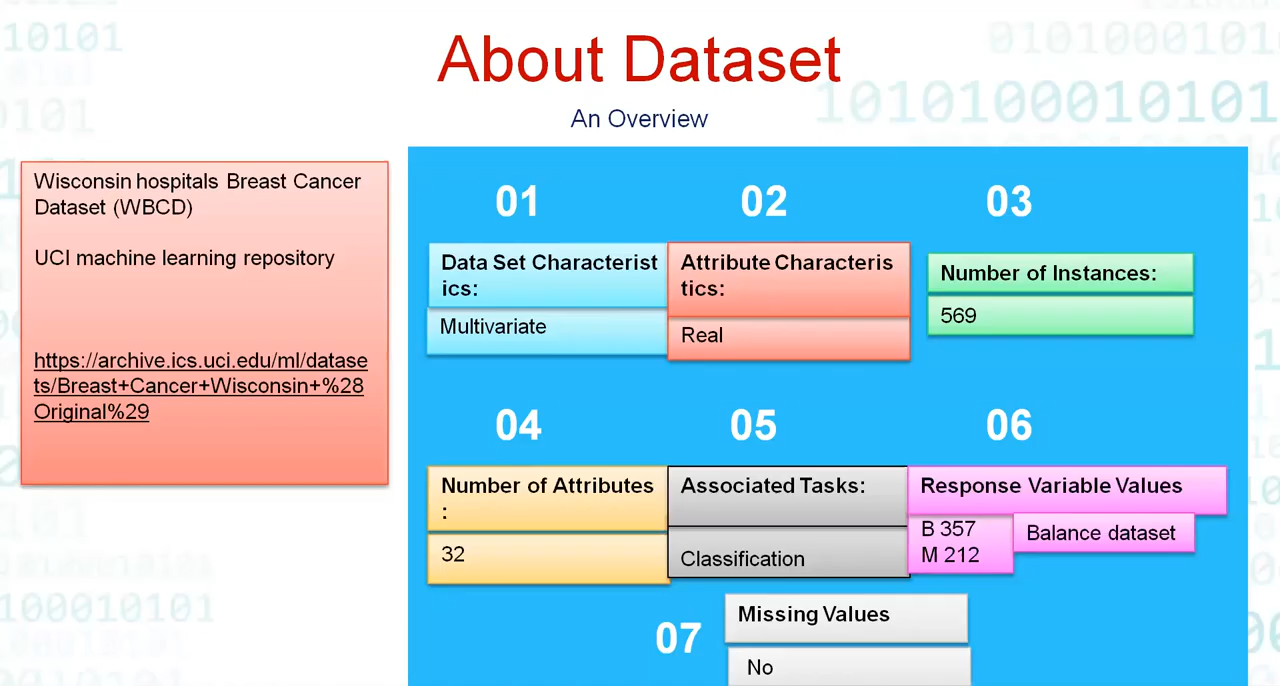 About Dataset
An Overview
Wisconsin hospitals Breast Cancer
Dataset (WBCD)
UCI machine learning repository
https://archive.ics.uci.edu/ml/datase
ts/Breast+Cancer+Wisconsin+%28
Original%29
01
Data Set Characterist
ics:
Multivariate
02
Attribute Characteris
tics:
Real
03
Number of Instances:
569
04
Number of Attributes
:
32
05
Associated Tasks:
Classification
06
Response Variable Values
B 357
M 212
Balance dataset
07
Missing Values
No